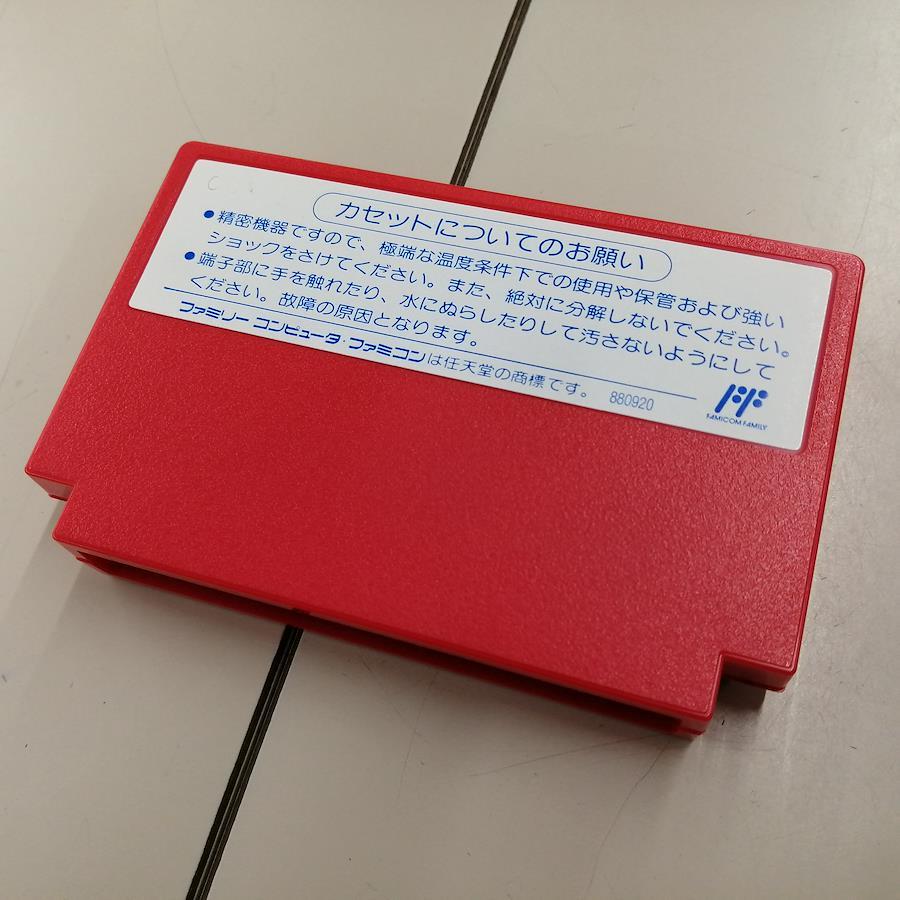 カセットについてのお願い
●精密機器ですので、極端な温度条件下での使用や保管および強い
ショックをさけてください。また、絶対に分解しないでください。
●端子部に手を触れたり、水にぬらしたりして汚さないようにして
ください。故障の原因となります。
ファミリー コンピュータ・ファミコンは任天堂の商標です。 880920
FF
FAMICOM FAMILY